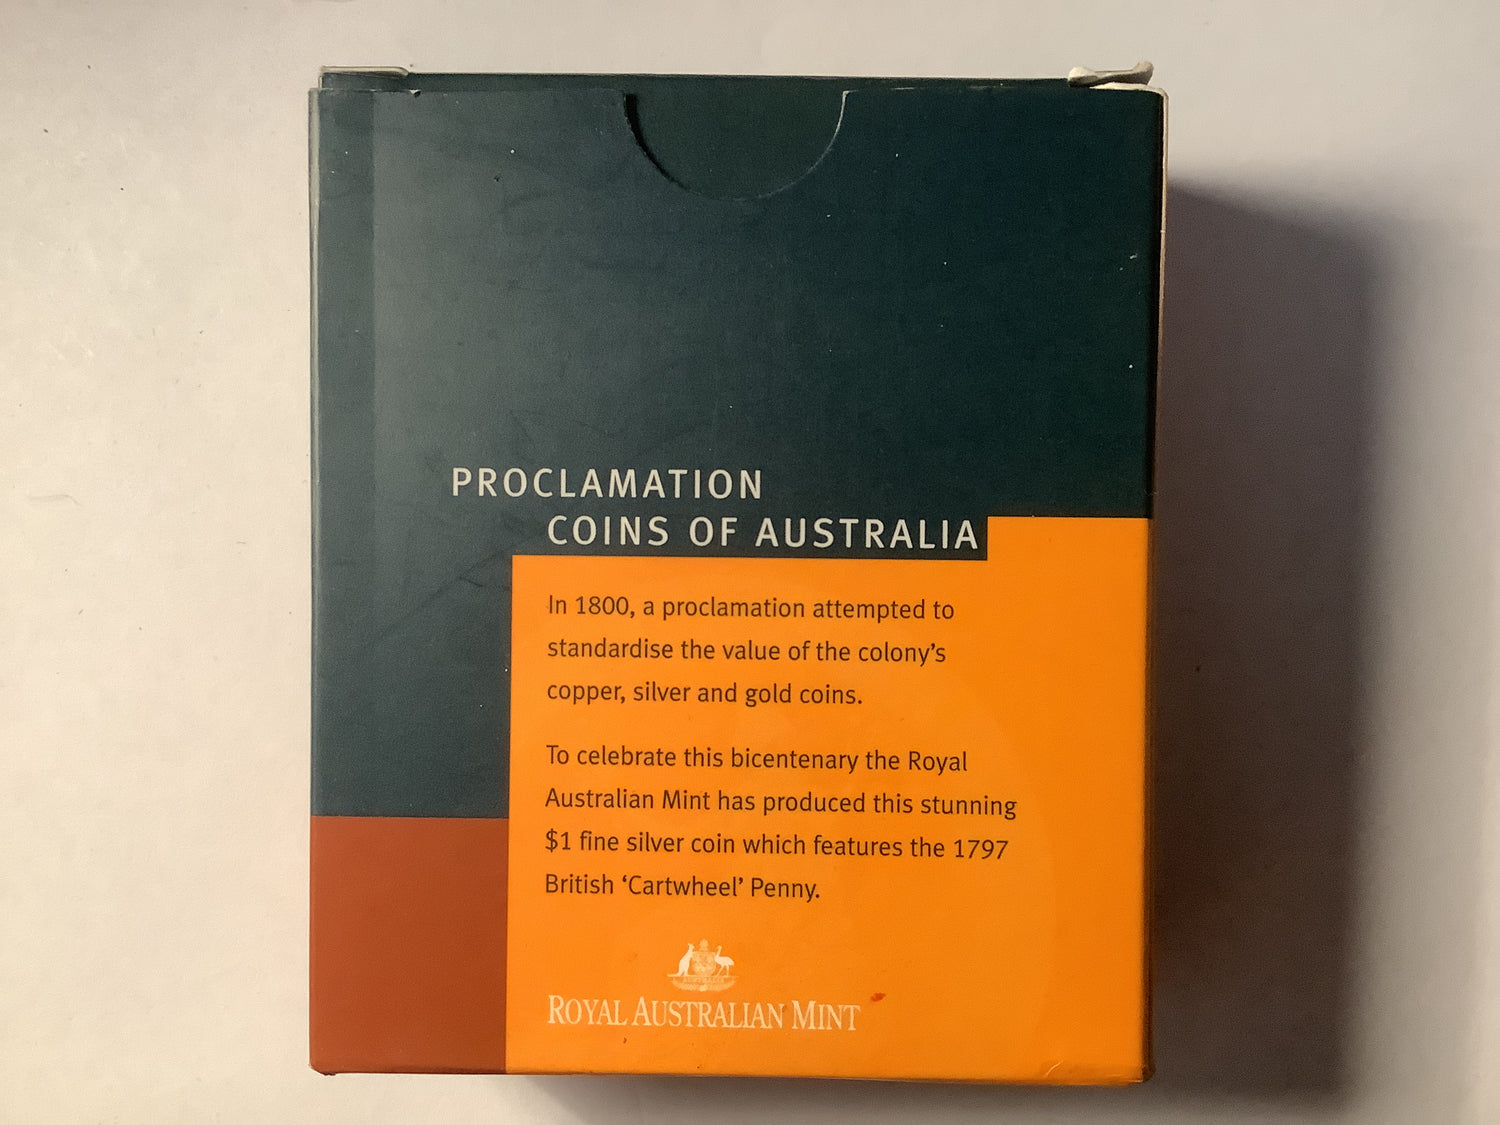 PROCLAMATION
COINS OF AUSTRALIA
In 1800, a proclamation attempted to
standardise the value of the colony’s
copper, silver and gold coins.
To celebrate this bicentenary the Royal
Australian Mint has produced this stunning
$1 fine silver coin which features the 1797
British ‘Cartwheel’ Penny.
AUSTRALIA
ROYAL AUSTRALIAN MINT